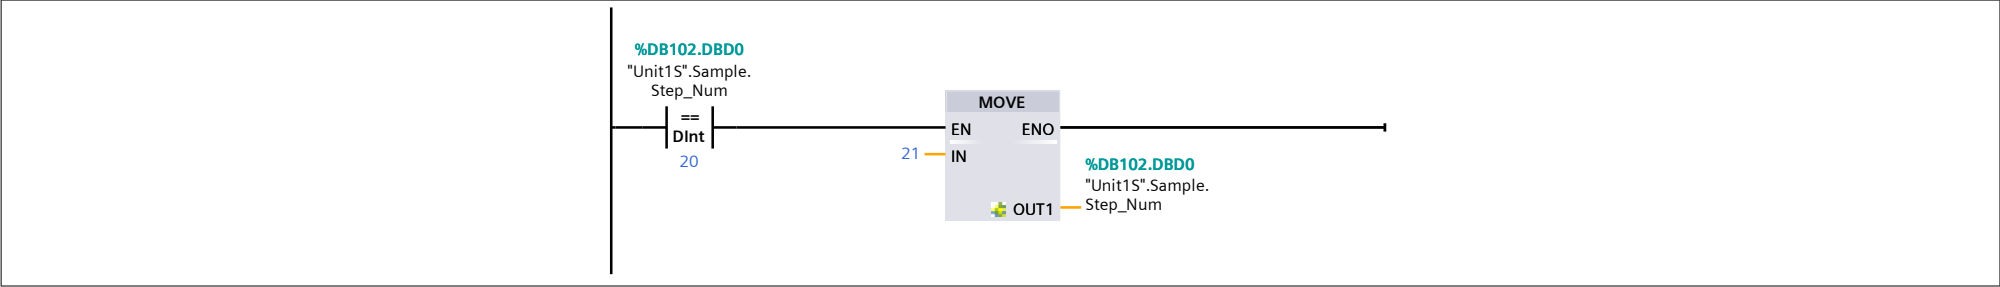 %DB102.DBD0
"Unit1S".Sample.
Step_Num
==
DInt
20
MOVE
EN ENO
21 IN
%DB102.DBD0
"Unit1S".Sample.
Step_Num
OUT1